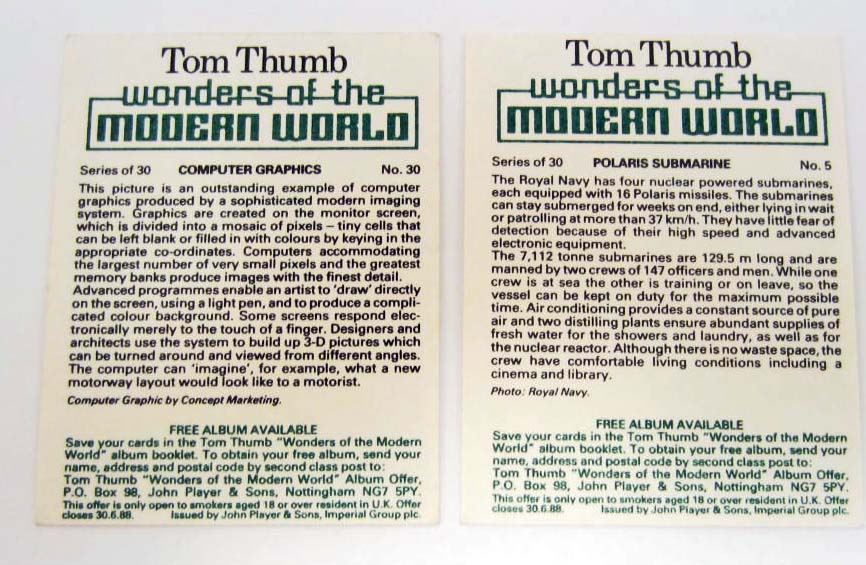 Tom Thumb
wonders of the
MODERN WORLD
Series of 30 COMPUTER GRAPHICS No. 30
This picture is an outstanding example of computer
graphics produced by a sophisticated modern imaging
system. Graphics are created on the monitor screen,
which is divided into a mosaic of pixels – tiny cells that
can be left blank or filled in with colours by keying in the
appropriate co-ordinates. Computers accommodating
the largest number of very small pixels and the greatest
memory banks produce images with the finest detail.
Advanced programmes enable an artist to 'draw' directly
on the screen, using a light pen, and to produce a compli-
cated colour background. Some screens respond elec-
tronically merely to the touch of a finger. Designers and
architects use the system to build up 3-D pictures which
can be turned around and viewed from different angles.
The computer can 'imagine', for example, what a new
motorway layout would look like to a motorist.
Computer Graphic by Concept Marketing.
FREE ALBUM AVAILABLE
Save your cards in the Tom Thumb "Wonders of the Modern
World" album booklet. To obtain your free album, send your
name, address and postal code by second class post to:
Tom Thumb "Wonders of the Modern World" Album Offer,
P.O. Box 98, John Player & Sons, Nottingham NG7 5PY.
This offer is only open to smokers aged 18 or over resident in U.K. Offer
closes 30.6.88. Issued by John Player & Sons, Imperial Group plc.
Tom Thumb
wonders of the
MODERN WORLD
Series of 30 POLARIS SUBMARINE No. 5
The Royal Navy has four nuclear powered submarines,
each equipped with 16 Polaris missiles. The submarines
can stay submerged for weeks on end, either lying in wait
or patrolling at more than 37 km/h. They have little fear of
detection because of their high speed and advanced
electronic equipment.
The 7,112 tonne submarines are 129.5 m long and are
manned by two crews of 147 officers and men. While one
crew is at sea the other is training or on leave, so the
vessel can be kept on duty for the maximum possible
time. Air conditioning provides a constant source of pure
air and two distilling plants ensure abundant supplies of
fresh water for the showers and laundry, as well as for
the nuclear reactor. Although there is no waste space, the
crew have comfortable living conditions including a
cinema and library.
Photo: Royal Navy.
FREE ALBUM AVAILABLE
Save your cards in the Tom Thumb "Wonders of the Modern
World" album booklet. To obtain your free album, send your
name, address and postal code by second class post to:
Tom Thumb "Wonders of the Modern World" Album Offer,
P.O. Box 98, John Player & Sons, Nottingham NG7 5PY.
This offer is only open to smokers aged 18 or over resident in U.K. Offer
closes 30.6.88. Issued by John Player & Sons, Imperial Group plc.